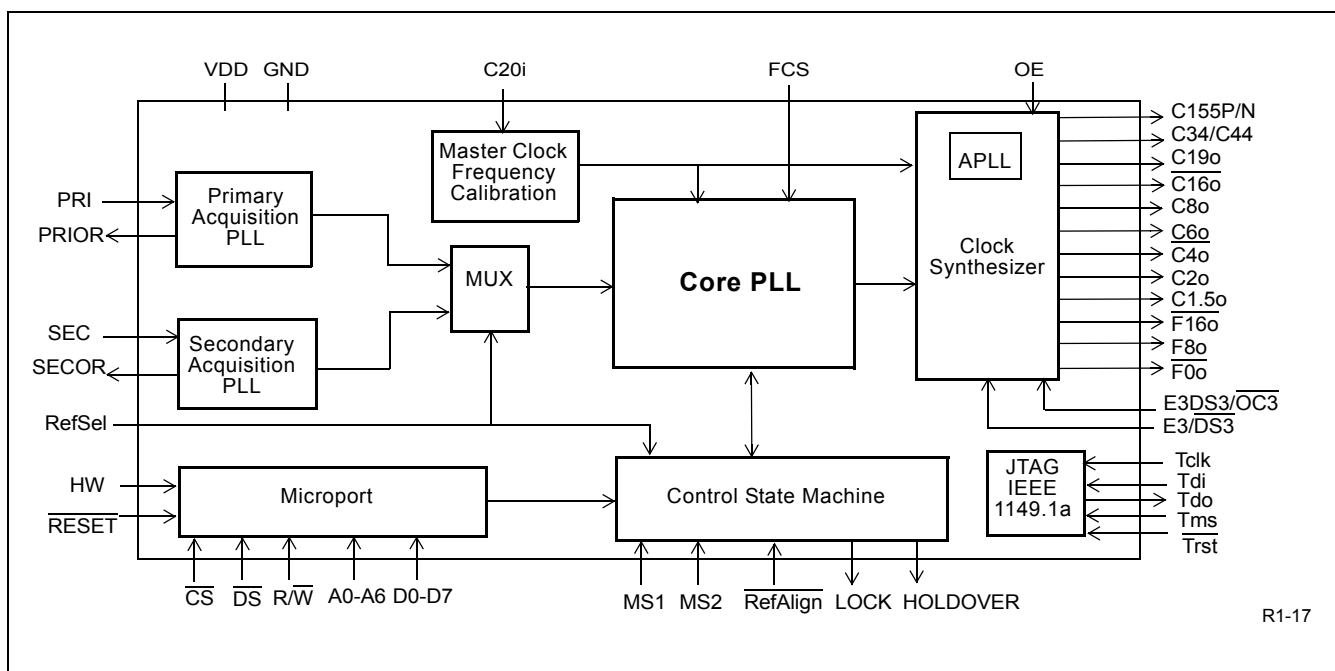 VDD GND C20i FCS OE
Master Clock
Frequency
Calibration
APLL
Clock
Synthesizer
C155P/N
C34/C44
C19o
C16o
C8o
C6o
C4o
C2o
C1.5o
F16o
F8o
F0o
E3DS3/OC3
E3/DS3
PRI
PRIOR
Primary
Acquisition
PLL
MUX
Core PLL
SEC
SECOR
Secondary
Acquisition
PLL
RefSel
HW
RESET
Microport
Control State Machine
JTAG
IEEE
1149.1a
Tclk
Tdi
Tdo
Tms
Trst
CS DS R/W A0-A6 D0-D7
MS1 MS2 RefAlign LOCK HOLDOVER
R1-17